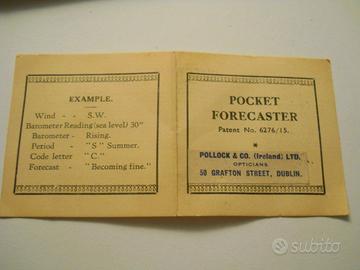 EXAMPLE.
Wind - - S.W.
Barometer Reading (sea level) 30"
Barometer - Rising.
Period - "S" Summer.
Code letter "C"
Forecast - "Becoming fine."
POCKET
FORECASTER
Patent No. 6276/15.
POLLOCK & CO. (Ireland) LTD.
OPTICIANS
50 GRAFTON STREET, DUBLIN.
subito